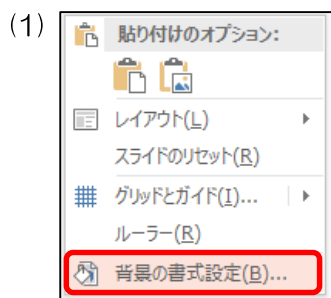 (1)
貼り付けのオプション:
レイアウト(L)
スライドのリセット(R)
グリッドとガイド(I)...
ルーラー(R)
背景の書式設定(B)...